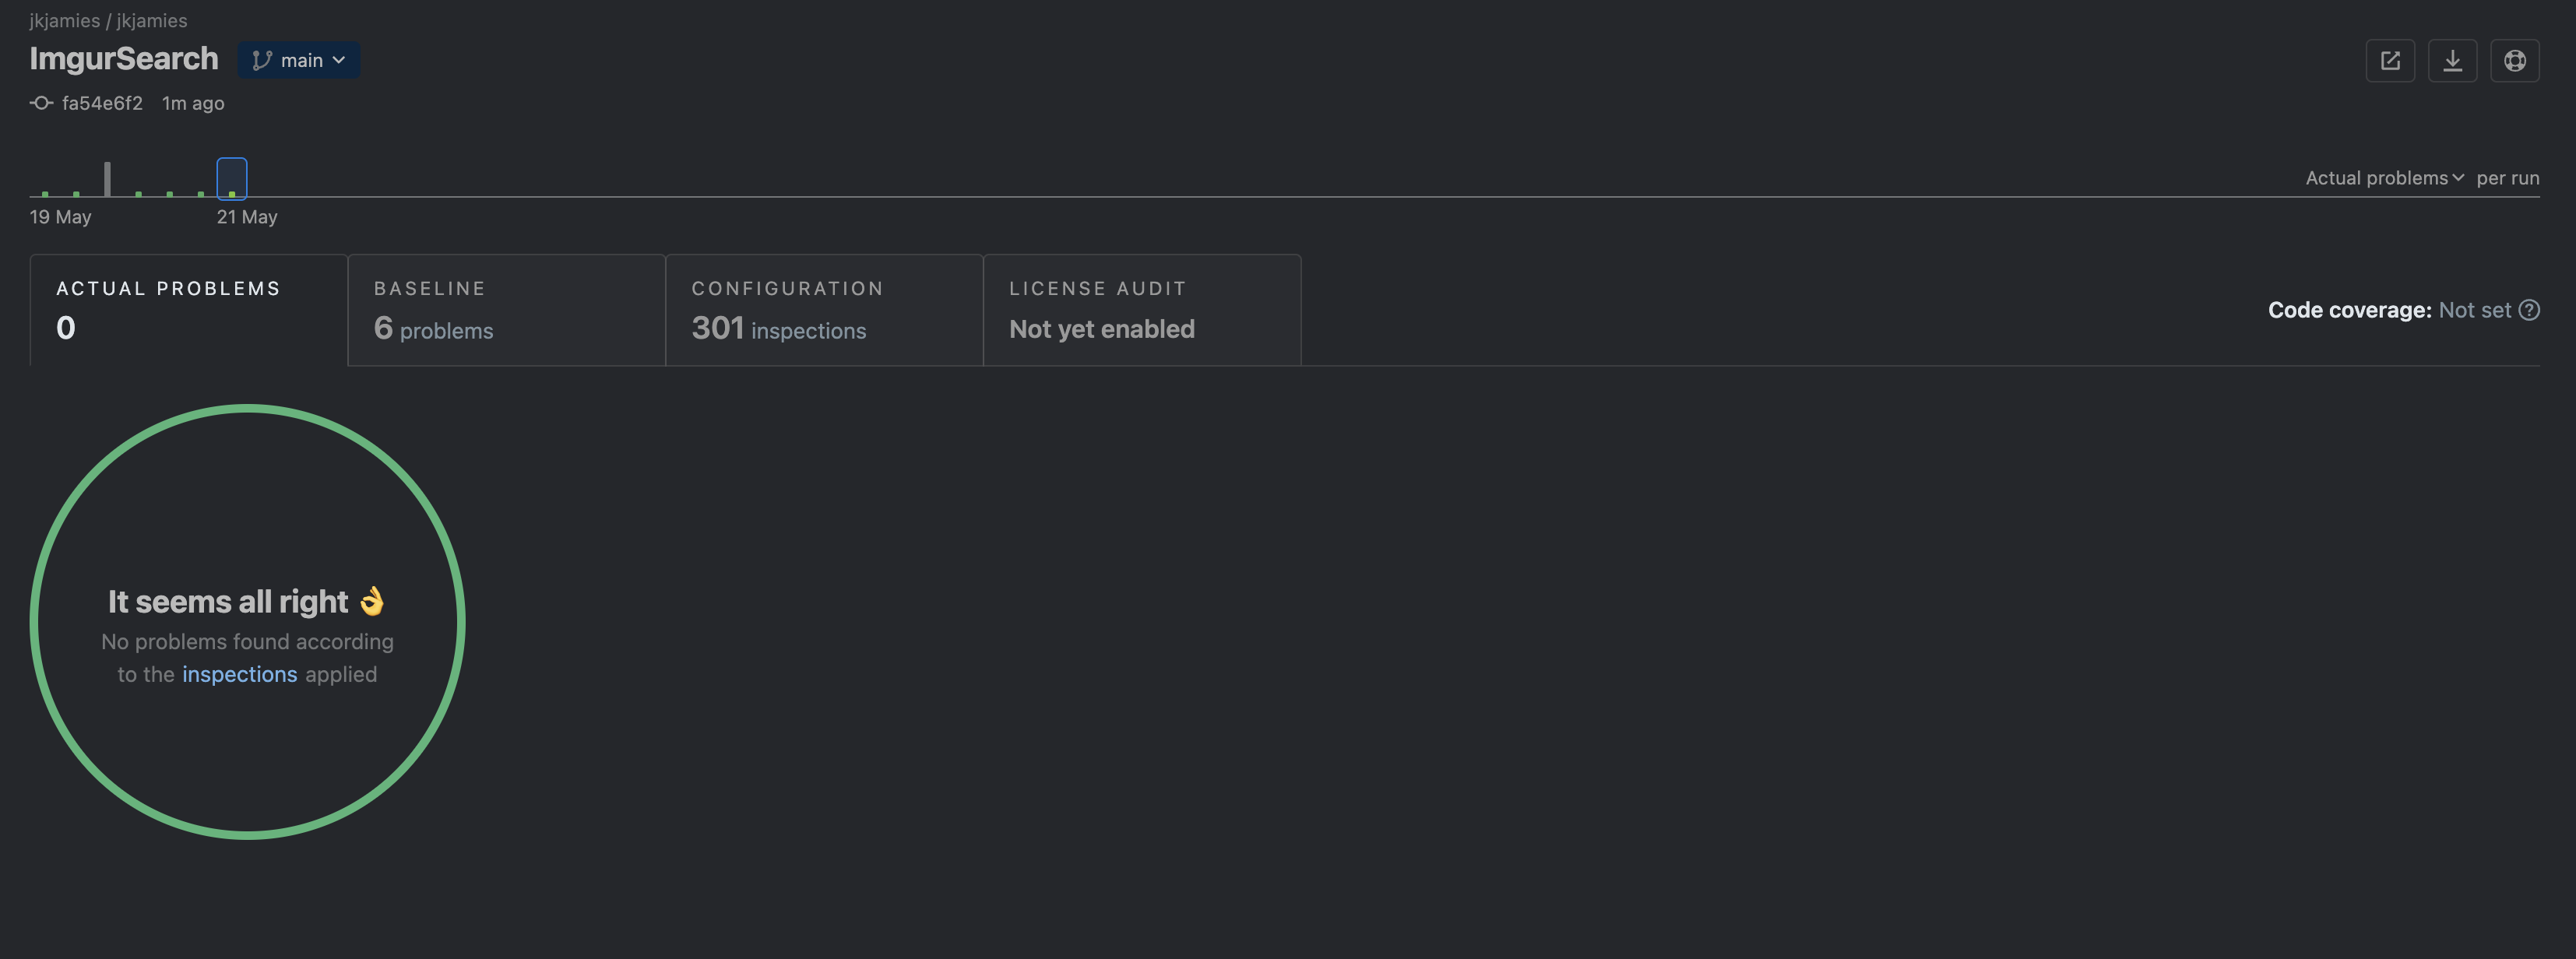 jkjamies / jkjamies
ImgurSearch main
fa54e6f2 1m ago
Actual problems per run
19 May 21 May
ACTUAL PROBLEMS
0
BASELINE
6 problems
CONFIGURATION
301 inspections
LICENSE AUDIT
Not yet enabled
Code coverage: Not set ?
It seems all right 👌
No problems found according
to the inspections applied